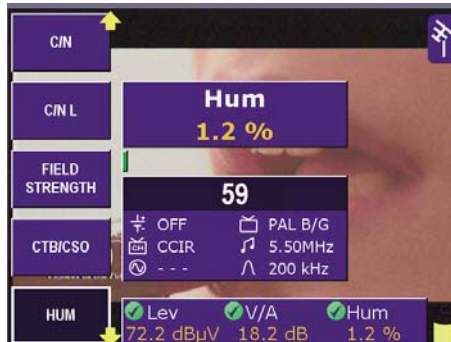 C/N
C/N L
FIELD
STRENGTH
CTB/CSO
HUM
Hum
1.2 %
59
OFF
PAL B/G
CH
CCIR
5.50MHz
- - -
200 kHz
Lev
V/A
Hum
72.2 dBµV
18.2 dB
1.2 %